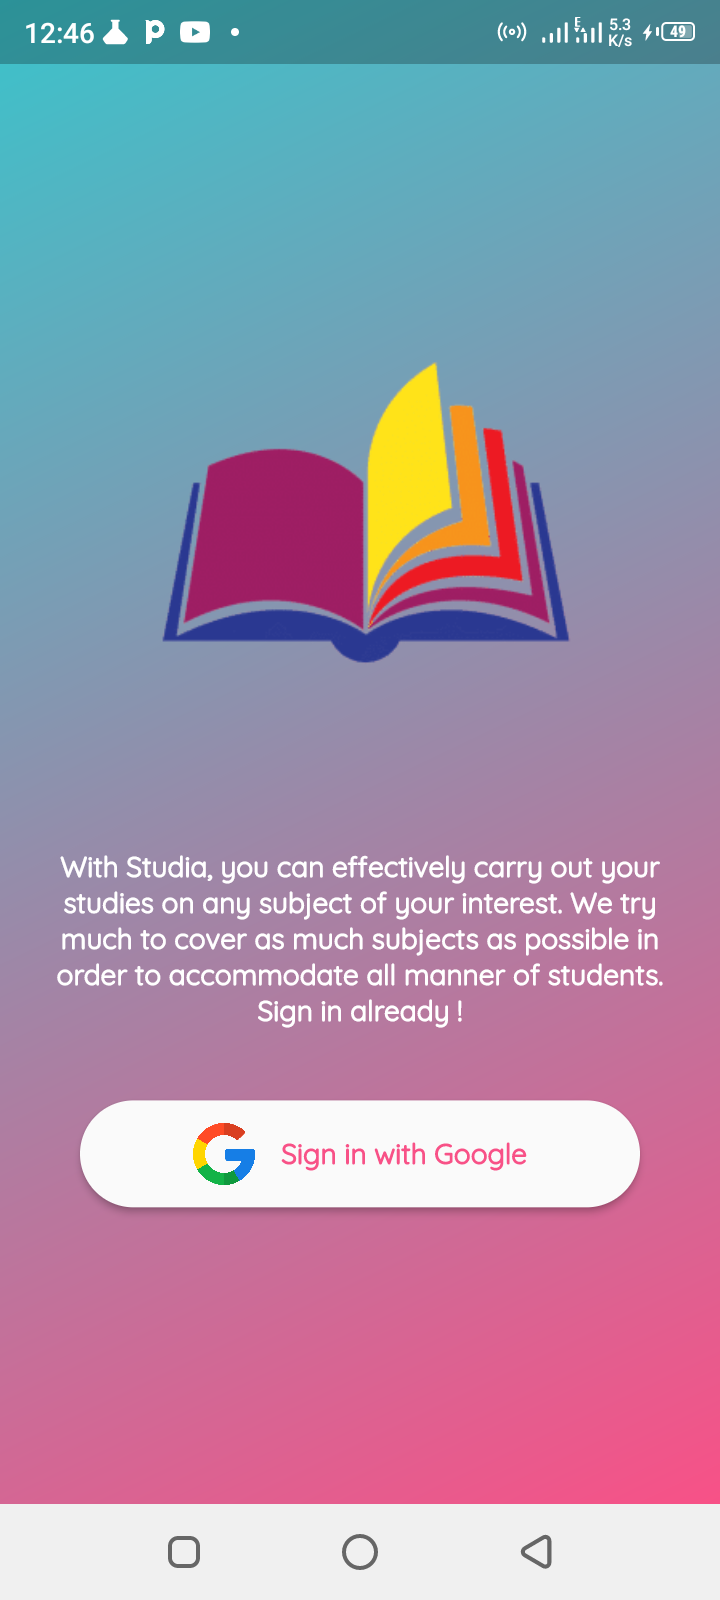 12:46
E
5.3
K/s
49
With Studia, you can effectively carry out your
studies on any subject of your interest. We try
much to cover as much subjects as possible in
order to accommodate all manner of students.
Sign in already !
Sign in with Google